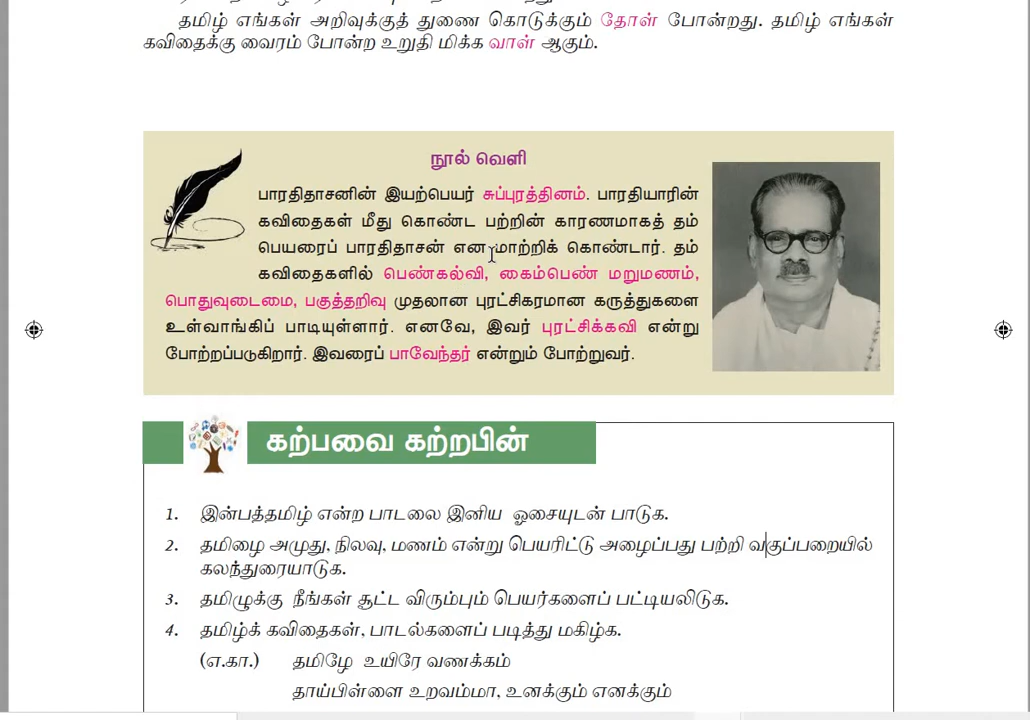 தமிழ் எங்கள் அறிவுக்குத் துணை கொடுக்கும் தோள் போன்றது. தமிழ் எங்கள்
கவிதைக்கு வைரம் போன்ற உறுதி மிக்க வாள் ஆகும்.
நூல் வெளி
பாரதிதாசனின் இயற்பெயர் சுப்புரத்தினம். பாரதியாரின்
கவிதைகள் மீது கொண்ட பற்றின் காரணமாகத் தம்
பெயரைப் பாரதிதாசன் என மாற்றிக் கொண்டார். தம்
கவிதைகளில் பெண்கல்வி, கைம்பெண் மறுமணம்,
பொதுவுடைமை, பகுத்தறிவு முதலான புரட்சிகரமான கருத்துகளை
உள்வாங்கிப் பாடியுள்ளார். எனவே, இவர் புரட்சிக்கவி என்று
போற்றப்படுகிறார். இவரைப் பாவேந்தர் என்றும் போற்றுவர்.
கற்பவை கற்றபின்
1. இன்பத்தமிழ் என்ற பாடலை இனிய ஓசையுடன் பாடுக.
2. தமிழை அமுது, நிலவு, மணம் என்று பெயரிட்டு அழைப்பது பற்றி வகுப்பறையில்
கலந்துரையாடுக.
3. தமிழுக்கு நீங்கள் சூட்ட விரும்பும் பெயர்களைப் பட்டியலிடுக.
4. தமிழ்க் கவிதைகள், பாடல்களைப் படித்து மகிழ்க.
(எ.கா.) தமிழே உயிரே வணக்கம்
தாய்பிள்ளை உறவம்மா, உனக்கும் எனக்கும்